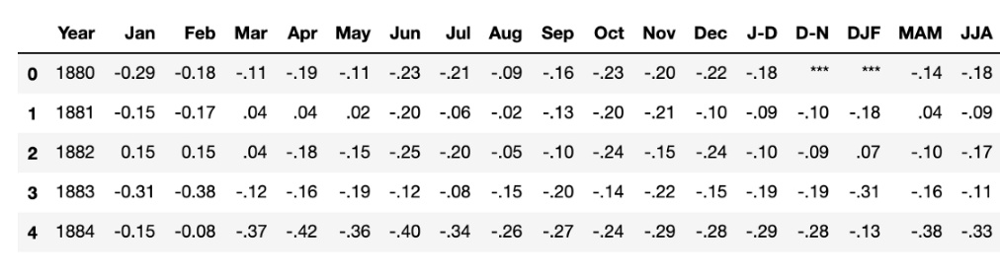 Year Jan Feb Mar Apr May Jun Jul Aug Sep Oct Nov Dec J-D D-N DJF MAM JJA
0 1880 -0.29 -0.18 -.11 -.19 -.11 -.23 -.21 -.09 -.16 -.23 -.20 -.22 -.18 *** *** -.14 -.18
1 1881 -0.15 -0.17 .04 .04 .02 -.20 -.06 -.02 -.13 -.20 -.21 -.10 -.09 -.10 -.18 .04 -.09
2 1882 0.15 0.15 .04 -.18 -.15 -.25 -.20 -.05 -.10 -.24 -.15 -.24 -.10 -.09 .07 -.10 -.17
3 1883 -0.31 -0.38 -.12 -.16 -.19 -.12 -.08 -.15 -.20 -.14 -.22 -.15 -.19 -.19 -.31 -.16 -.11
4 1884 -0.15 -0.08 -.37 -.42 -.36 -.40 -.34 -.26 -.27 -.24 -.29 -.28 -.29 -.28 -.13 -.38 -.33